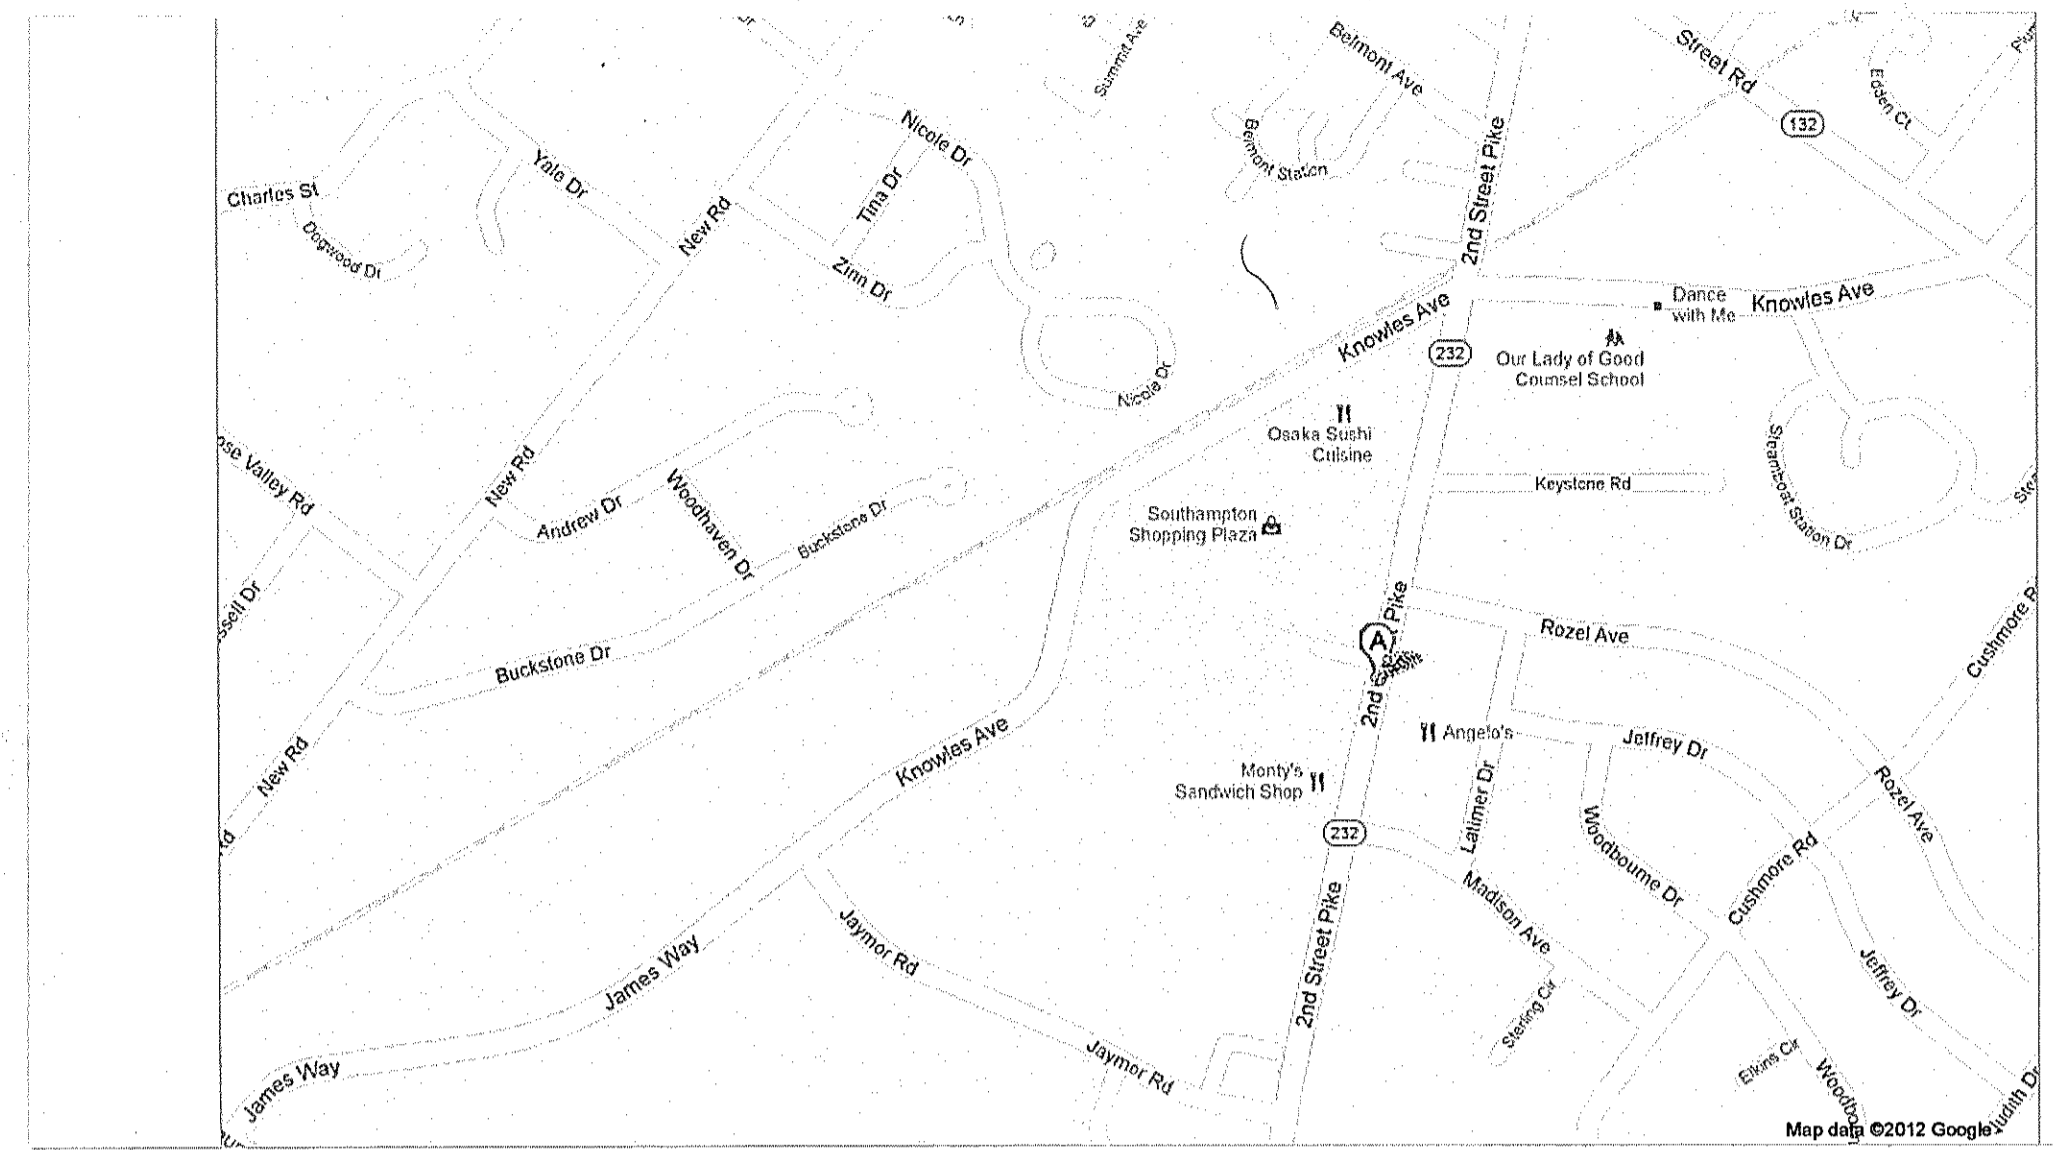 Summit Ave
Belmont Ave
Street Rd
Edden Ct
132
Nicole Dr
2nd Street Pike
Belmont Station
Yale Dr
Tina Dr
Charles St
New Rd
Dogwood Dr
Zinn Dr
Dance
with Me
Knowles Ave
Knowles Ave
232
Our Lady of Good
Counsel School
Nicole Dr
Osaka Sushi
Cuisine
ose Valley Rd
New Rd
Andrew Dr
Woodhaven Dr
Buckstone Dr
Keystone Rd
Steamboat Station Dr
Southampton
Shopping Plaza
ssell Dr
Pike
A
Rozel Ave
Cushmore R
Buckstone Dr
2nd
New Rd
Knowles Ave
Angelo's
Jeffrey Dr
Monty's
Sandwich Shop
Latimer Dr
Rozel Ave
232
Rd
Woodbourne Dr
Cushmore Rd
Madison Ave
Jaymor Rd
James Way
2nd Street Pike
Jeffrey Dr
Sterling Cir
Jaymor Rd
Elkins Cir
James Way
Woodbo
Judith Dr
Map data ©2012 Google